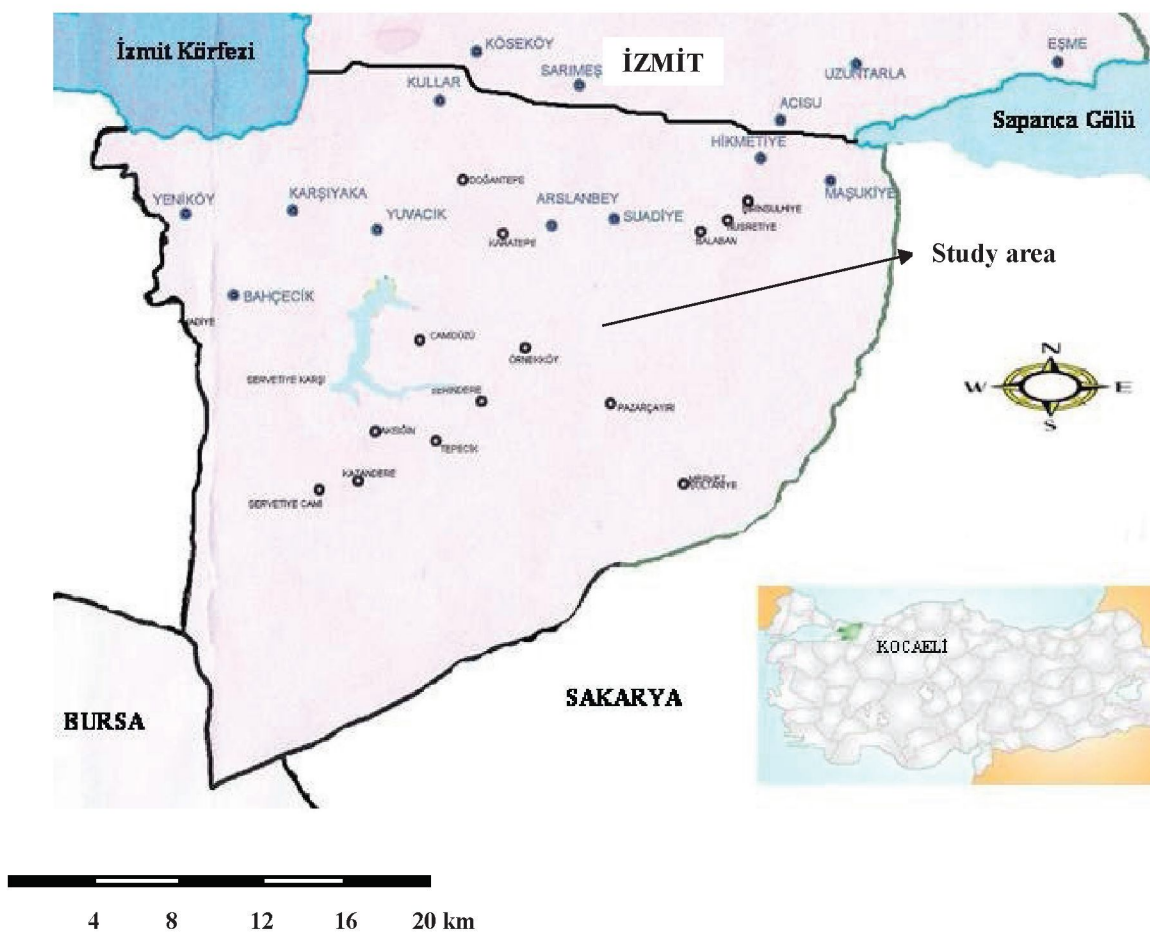 İzmit Körfezi
KÖSEKÖY
İZMİT
EŞME
SARIMEŞ
UZUNTARLA
KULLAR
ACISU
Sapanca Gölü
HİKMETİYE
DOĞANTEPE
MAŞUKİYE
YENİKÖY
KARŞIYAKA
ARSLANBEY
SUADİYE
YUVACIK
KARATEPE
BALABAN
Study area
BAHÇECİK
CAMİDÜZÜ
ÖRNEKKÖY
SERVETİYE KARŞI
PAZARÇAYIRI
N
W
E
S
TEPECİK
KAZANDERE
SERVETİYE CAMİ
KOCAELİ
SAKARYA
BURSA
4 8 12 16 20 km